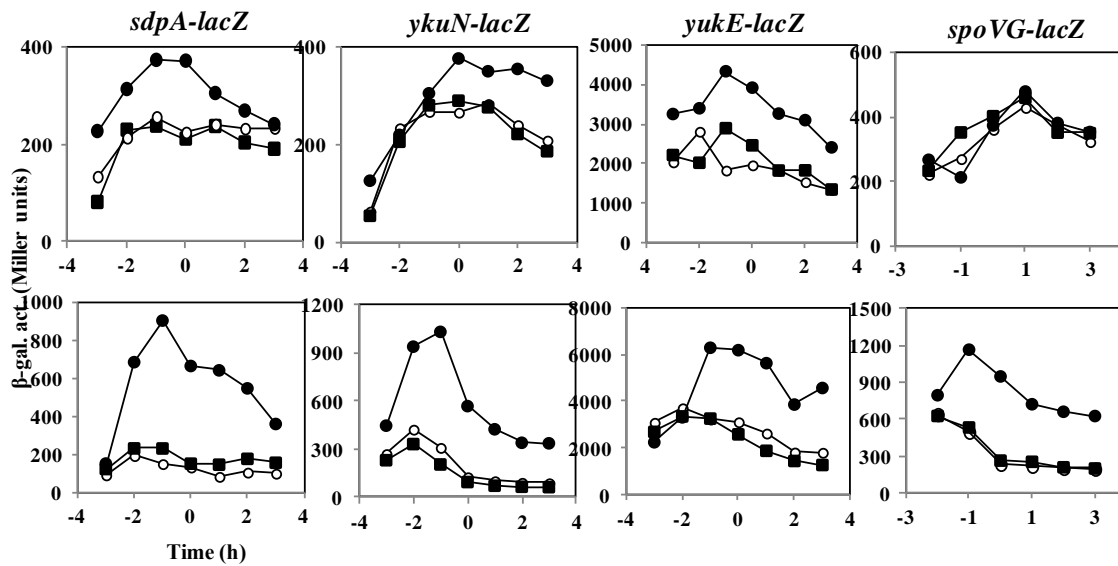 sdpA-lacZ ykuN-lacZ yukE-lacZ spoVG-lacZ
400 400 5000 600
4000
200 200 3000 400
2000 200
1000
0 0 0 0
-4 -2 0 2 4 -4 -2 0 2 4 -4 -2 0 2 4 -3 -1 1 3
β-gal. act. (Miller units)
1000 1200 8000 1500
800 900 6000 1200
600 600 4000 900
400 300 2000 600
200 300
0 0 0 0
-4 -2 0 2 4 -4 -2 0 2 4 -4 -2 0 2 4 -3 -1 1 3
Time (h)